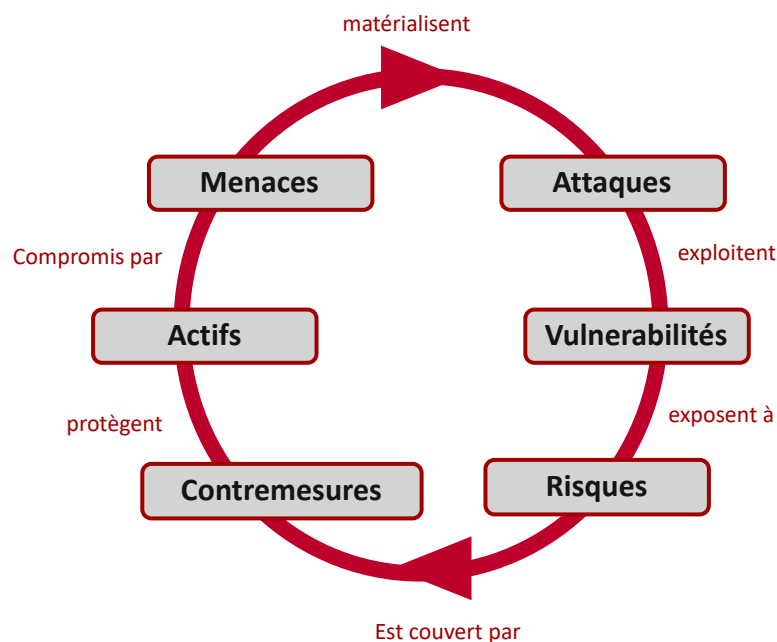 matérialisent
Menaces
Attaques
Compromis par
exploitent
Actifs
Vulnerabilités
protègent
exposent à
Contremesures
Risques
Est couvert par